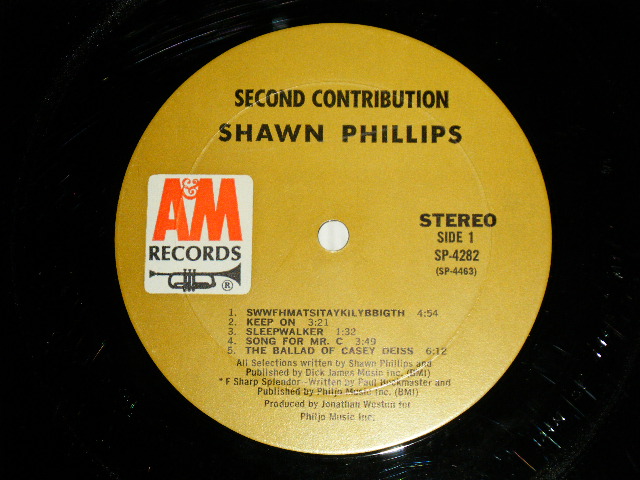 SECOND CONTRIBUTION
SHAWN PHILLIPS
A&M
RECORDS
®
STEREO
SIDE 1
SP-4282
(SP-4463)
1. SWWFHMATSITAYKILYBBIGTH 4:54
2. KEEP ON 3:21
3. SLEEPWALKER 1:32
4. SONG FOR MR. C 3:49
5. THE BALLAD OF CASEY DEISS 6:12
All Selections written by Shawn Phillips and
Published by Dick James Music Inc. (BMI)
*F Sharp Splendor—Written by Paul Buckmaster and
Published by Philjo Music Inc. (BMI)
Produced by Jonathan Weston for
Philjo Music Inc.